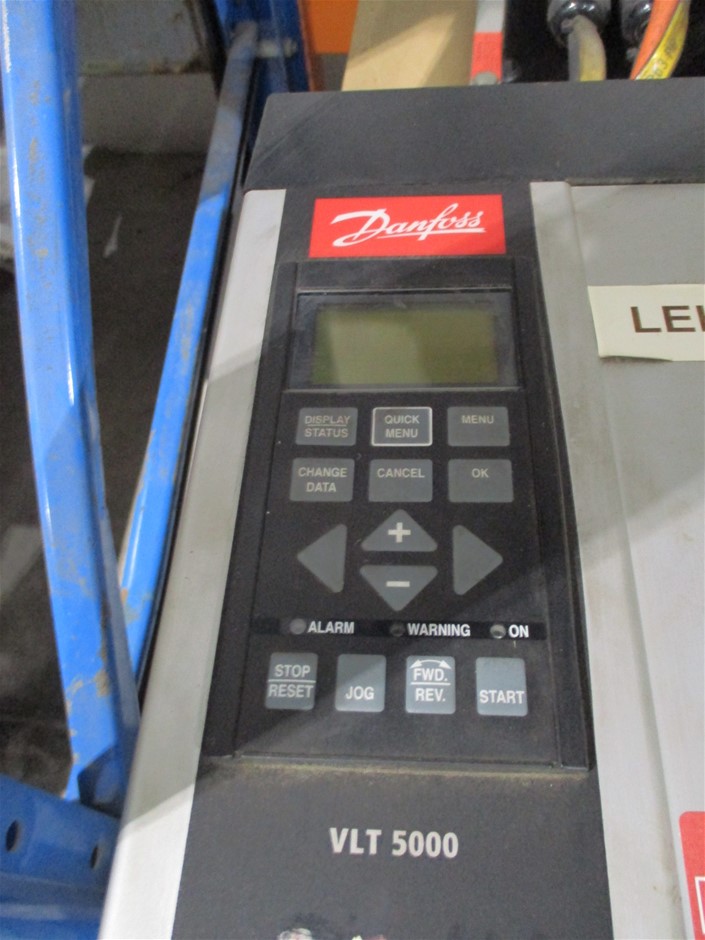 Danfoss
DISPLAY
STATUS
QUICK
MENU
MENU
CHANGE
DATA
CANCEL
OK
+
−
ALARM
WARNING
ON
STOP
RESET
JOG
FWD.
REV.
START
VLT 5000